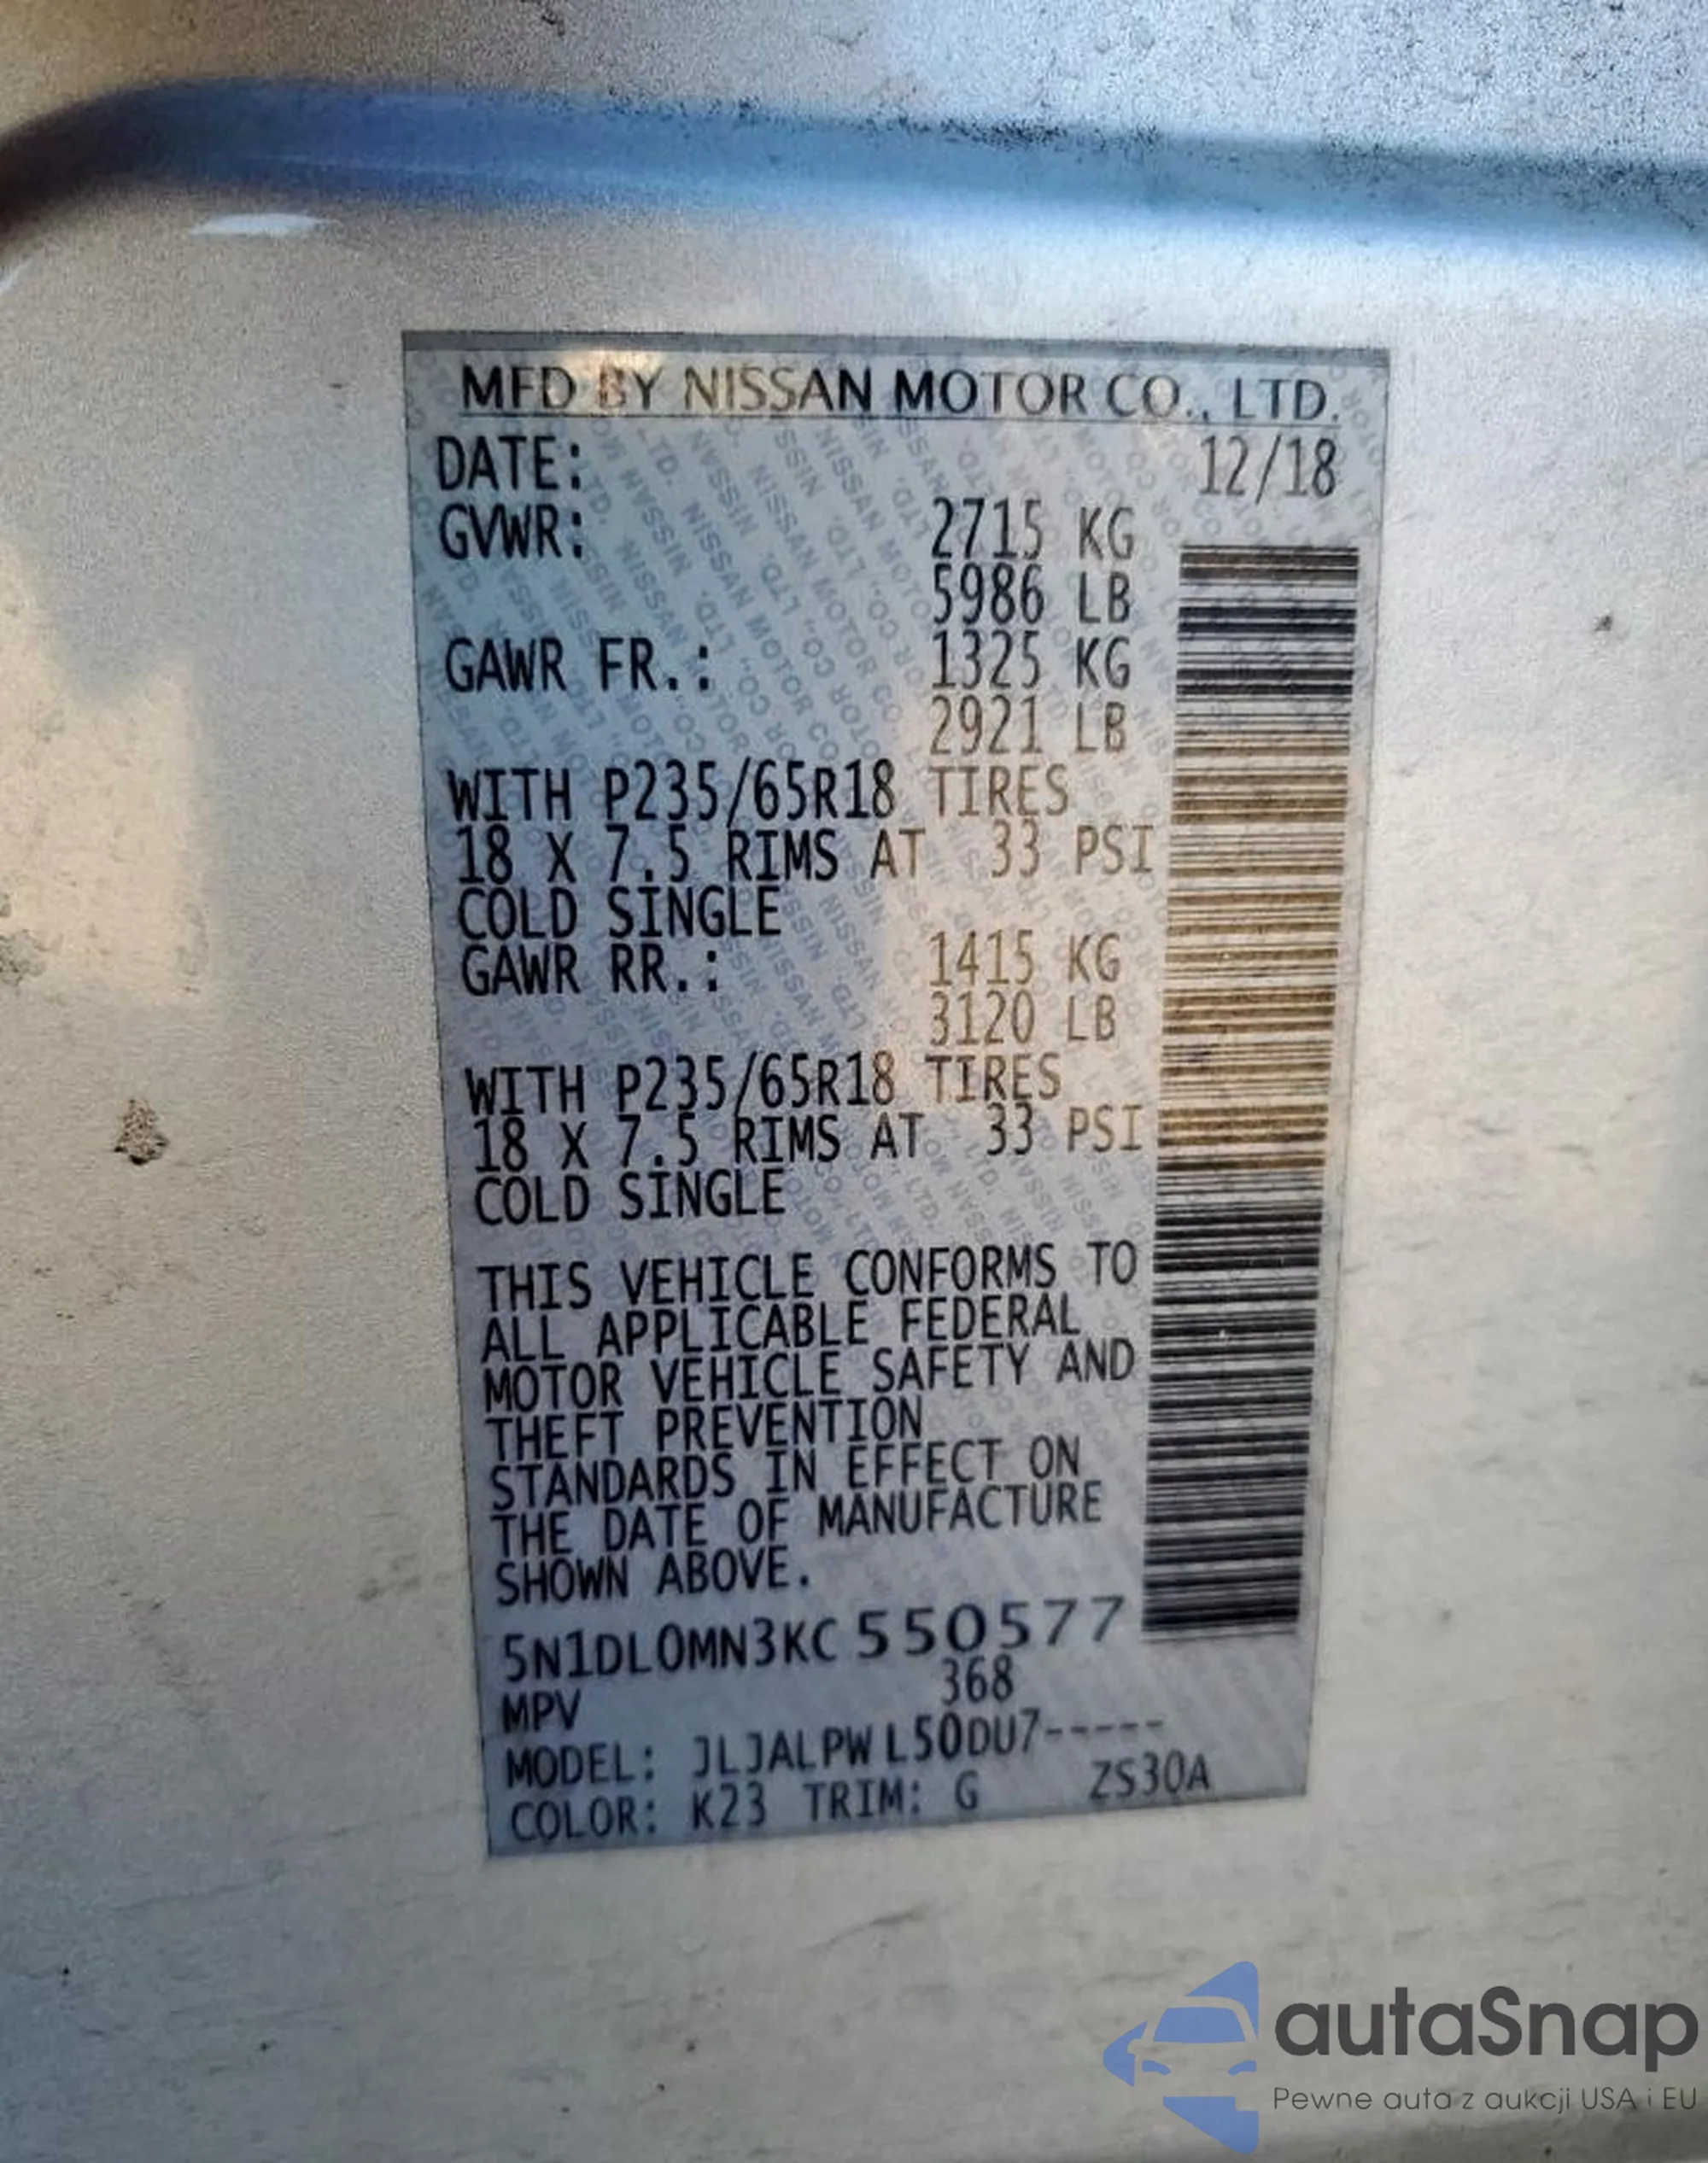 MFD BY NISSAN MOTOR CO., LTD.
DATE: 12/18
GVWR: 2715 KG
5986 LB
GAWR FR.: 1325 KG
2921 LB
WITH P235/65R18 TIRES
18 X 7.5 RIMS AT 33 PSI
COLD SINGLE
GAWR RR.: 1415 KG
3120 LB
WITH P235/65R18 TIRES
18 X 7.5 RIMS AT 33 PSI
COLD SINGLE
THIS VEHICLE CONFORMS TO
ALL APPLICABLE FEDERAL
MOTOR VEHICLE SAFETY AND
THEFT PREVENTION
STANDARDS IN EFFECT ON
THE DATE OF MANUFACTURE
SHOWN ABOVE.
5N1DL0MN3KC550577
MPV 368
MODEL: JLJALPWL50DU7-----
COLOR: K23 TRIM: G ZS30A
autaSnap
Pewne auta z aukcji USA i EU